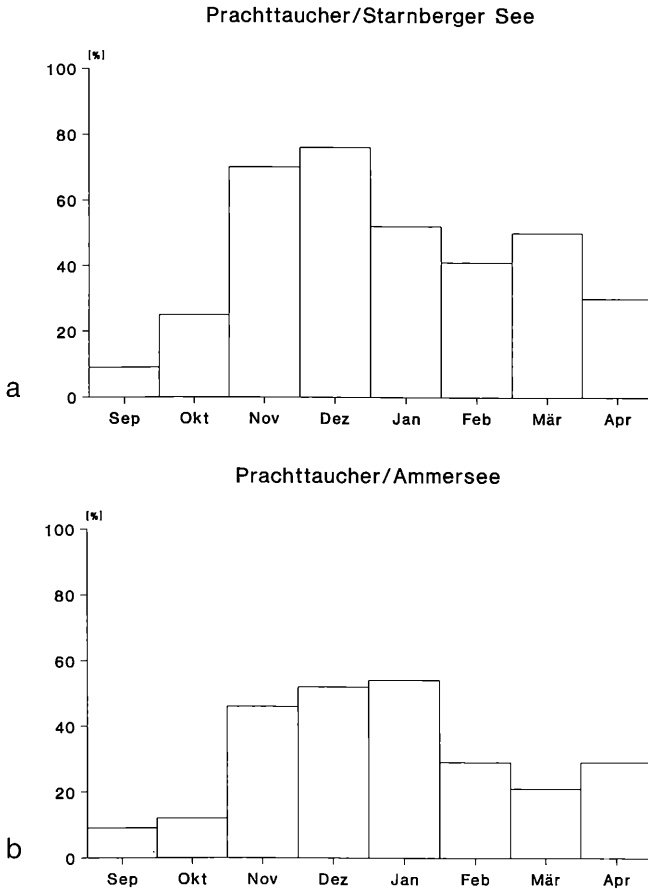 Prachttaucher/Starnberger See
[%]
100
80
60
40
20
0
a
Sep Okt Nov Dez Jan Feb Mär Apr
Prachttaucher/Ammersee
[%]
100
80
60
40
20
0
b
Sep Okt Nov Dez Jan Feb Mär Apr